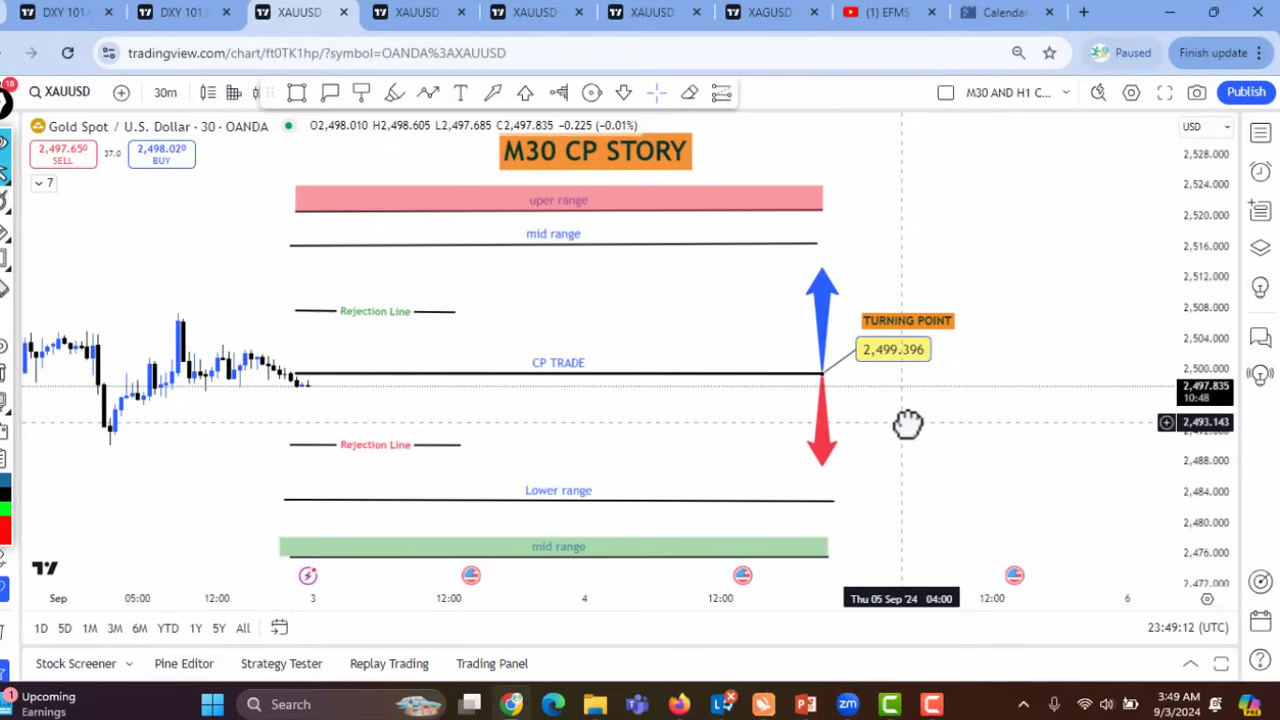 DXY 101.
DXY 101.
XAUUSD
XAUUSD
XAUUSD
XAUUSD
XAGUSD
(1) EFMS
Calendar
tradingview.com/chart/ft0TK1hp/?symbol=OANDA%3AXAUUSD
Paused
Finish update
18
XAUUSD
30m
M30 AND H1 C...
Publish
Gold Spot / U.S. Dollar · 30 · OANDA
O2,498.010 H2,498.605 L2,497.685 C2,497.835 -0.225 (-0.01%)
USD
2,497.650
SELL
37.0
2,498.020
BUY
7
M30 CP STORY
uper range
mid range
Rejection Line
TURNING POINT
2,499.396
CP TRADE
Rejection Line
Lower range
mid range
2,528.000
2,524.000
2,520.000
2,516.000
2,512.000
2,508.000
2,504.000
2,500.000
2,497.835
10:48
2,493.143
2,488.000
2,484.000
2,480.000
2,476.000
2,472.000
Sep
05:00
12:00
3
12:00
4
12:00
Thu 05 Sep '24 04:00
12:00
6
1D 5D 1M 3M 6M YTD 1Y 5Y All
23:49:12 (UTC)
Stock Screener
Pine Editor
Strategy Tester
Replay Trading
Trading Panel
1
Upcoming
Earnings
Search
3:49 AM
9/3/2024